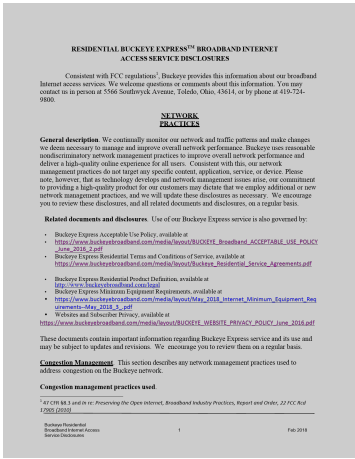 RESIDENTIAL BUCKEYE EXPRESS™ BROADBAND INTERNET
ACCESS SERVICE DISCLOSURES
Consistent with FCC regulations¹, Buckeye provides this information about our broadband
Internet access services. We welcome questions or comments about this information. You may
contact us in person at 5566 Southwyck Avenue, Toledo, Ohio, 43614, or by phone at 419-724-
9800.
NETWORK
PRACTICES
General description. We continually monitor our network and traffic patterns and make changes
we deem necessary to manage and improve overall network performance. Buckeye uses reasonable
nondiscriminatory network management practices to improve overall network performance and
deliver a high-quality online experience for all users. Consistent with this, our network
management practices do not target any specific content, application, service, or device. Please
note, however, that as technology develops and network management issues arise, our commitment
to providing a high-quality product for our customers may dictate that we employ additional or new
network management practices, and we will update these disclosures as necessary. We encourage
you to review these disclosures, and all related documents and disclosures, on a regular basis.
Related documents and disclosures. Use of our Buckeye Express service is also governed by:
• Buckeye Express Acceptable Use Policy, available at
• https://www.buckeyebroadband.com/media/layout/BUCKEYE_Broadband_ACCEPTABLE_USE_POLICY
_June_2016_2.pdf
• Buckeye Express Residential Terms and Conditions of Service, available at
https://www.buckeyebroadband.com/media/layout/Buckeye_Residential_Service_Agreements.pdf
• Buckeye Express Residential Product Definition, available at
http://www.buckeyebroadband.com/legal
• Buckeye Express Minimum Equipment Requirements, available at
• https://www.buckeyebroadband.com/media/layout/May_2018_Internet_Minimum_Equipment_Req
uirements--May_2018_3_.pdf
• Websites and Subscriber Privacy, available at
https://www.buckeyebroadband.com/media/layout/BUCKEYE_WEBSITE_PRIVACY_POLICY_June_2016.pdf
These documents contain important information regarding Buckeye Express service and its use and
may be subject to updates and revisions. We encourage you to review them on a regular basis.
Congestion Management. This section describes any network management practices used to
address congestion on the Buckeye network.
Congestion management practices used.
¹ 47 CFR §8.3 and In re: Preserving the Open Internet, Broadband Industry Practices, Report and Order, 22 FCC Rcd
17905 (2010)
Buckeye Residential
Broadband Internet Access
Service Disclosures
1
Feb 2018